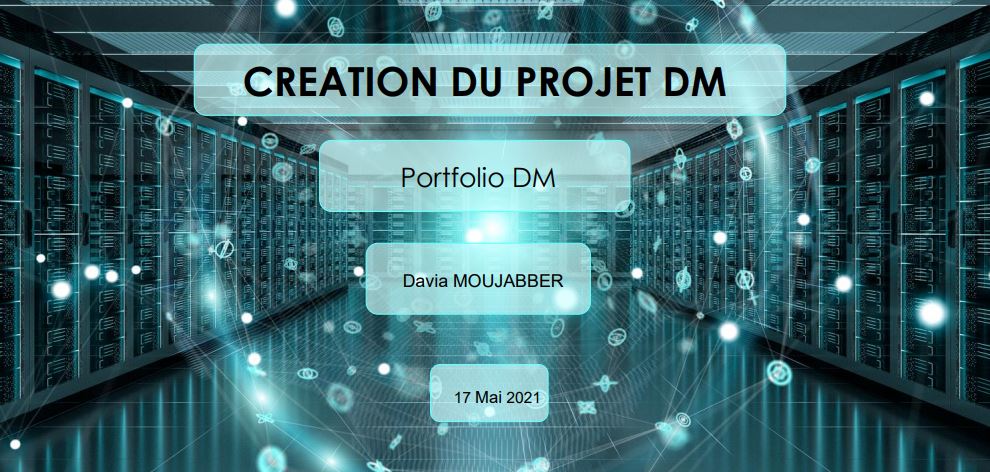 CREATION DU PROJET DM
Portfolio DM
Davia MOUJABBER
17 Mai 2021